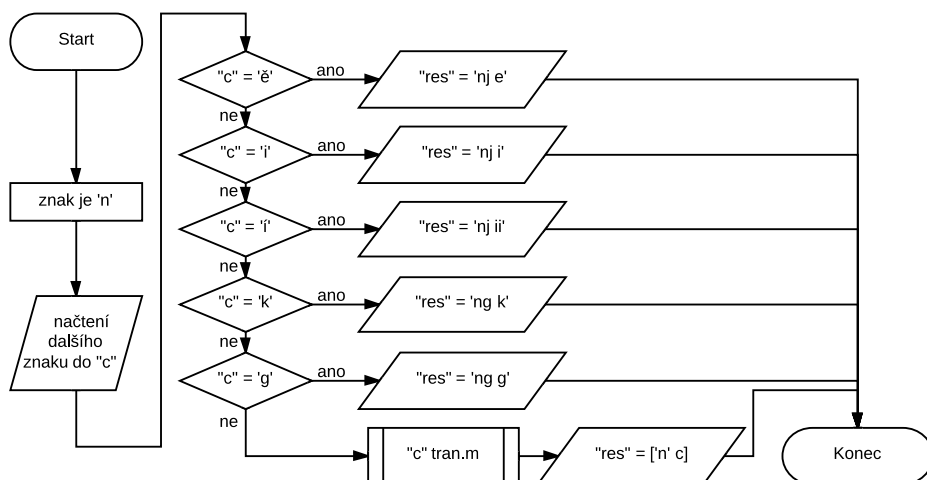 Start
znak je 'n'
načtení
dalšího
znaku do "c"
"c" = 'ě'
ano
"res" = 'nj e'
ne
"c" = 'i'
ano
"res" = 'nj i'
ne
"c" = 'í'
ano
"res" = 'nj ii'
ne
"c" = 'k'
ano
"res" = 'ng k'
ne
"c" = 'g'
ano
"res" = 'ng g'
ne
"c" tran.m
"res" = ['n' c]
Konec